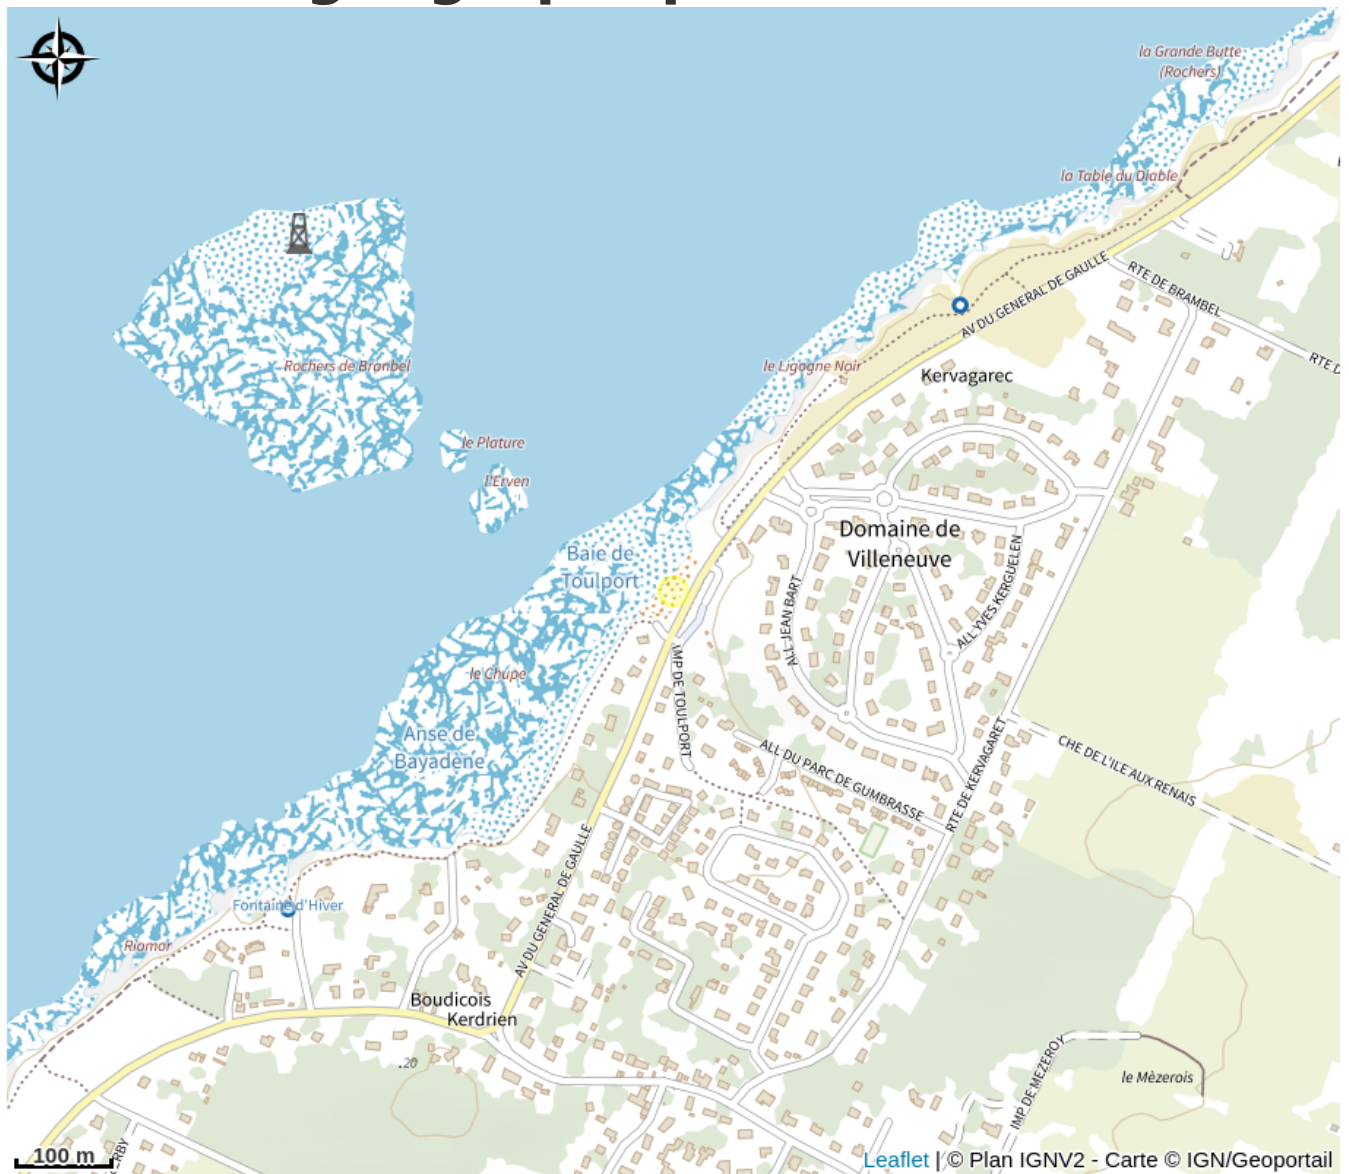 la Grande Butte
(Rochers)
la Table du Diable
RTE DE BRAMBEL
AV DU GENERAL DE GAULLE
Rochers de Branbel
le Ligogne Noir
Kervagarec
le Plature
l'Erven
Domaine de
Villeneuve
Baie de
Toulport
ALL JEAN BART
ALL YVES KERGUELEN
le Chupe
IMP DE TOULPORT
Anse de
Bayadène
ALL DU PARC DE GUMBRASSE
RTE DE KERVAGARET
CHE DE L'ILE AUX RENAIS
AV DU GENERAL DE GAULLE
Fontaine d'Hiver
Riomor
Boudicois
Kerdrien
.20
IMP DE MEZEROY
le Mèzerois
100 m
Leaflet | © Plan IGNV2 - Carte © IGN/Geoportail